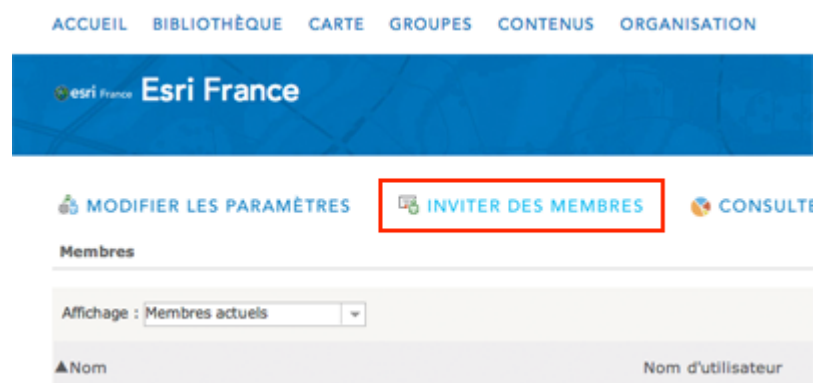 ACCUEIL BIBLIOTHÈQUE CARTE GROUPES CONTENUS ORGANISATION
esri France Esri France
MODIFIER LES PARAMÈTRES INVITER DES MEMBRES CONSULTE
Membres
Affichage : Membres actuels
▲Nom Nom d'utilisateur